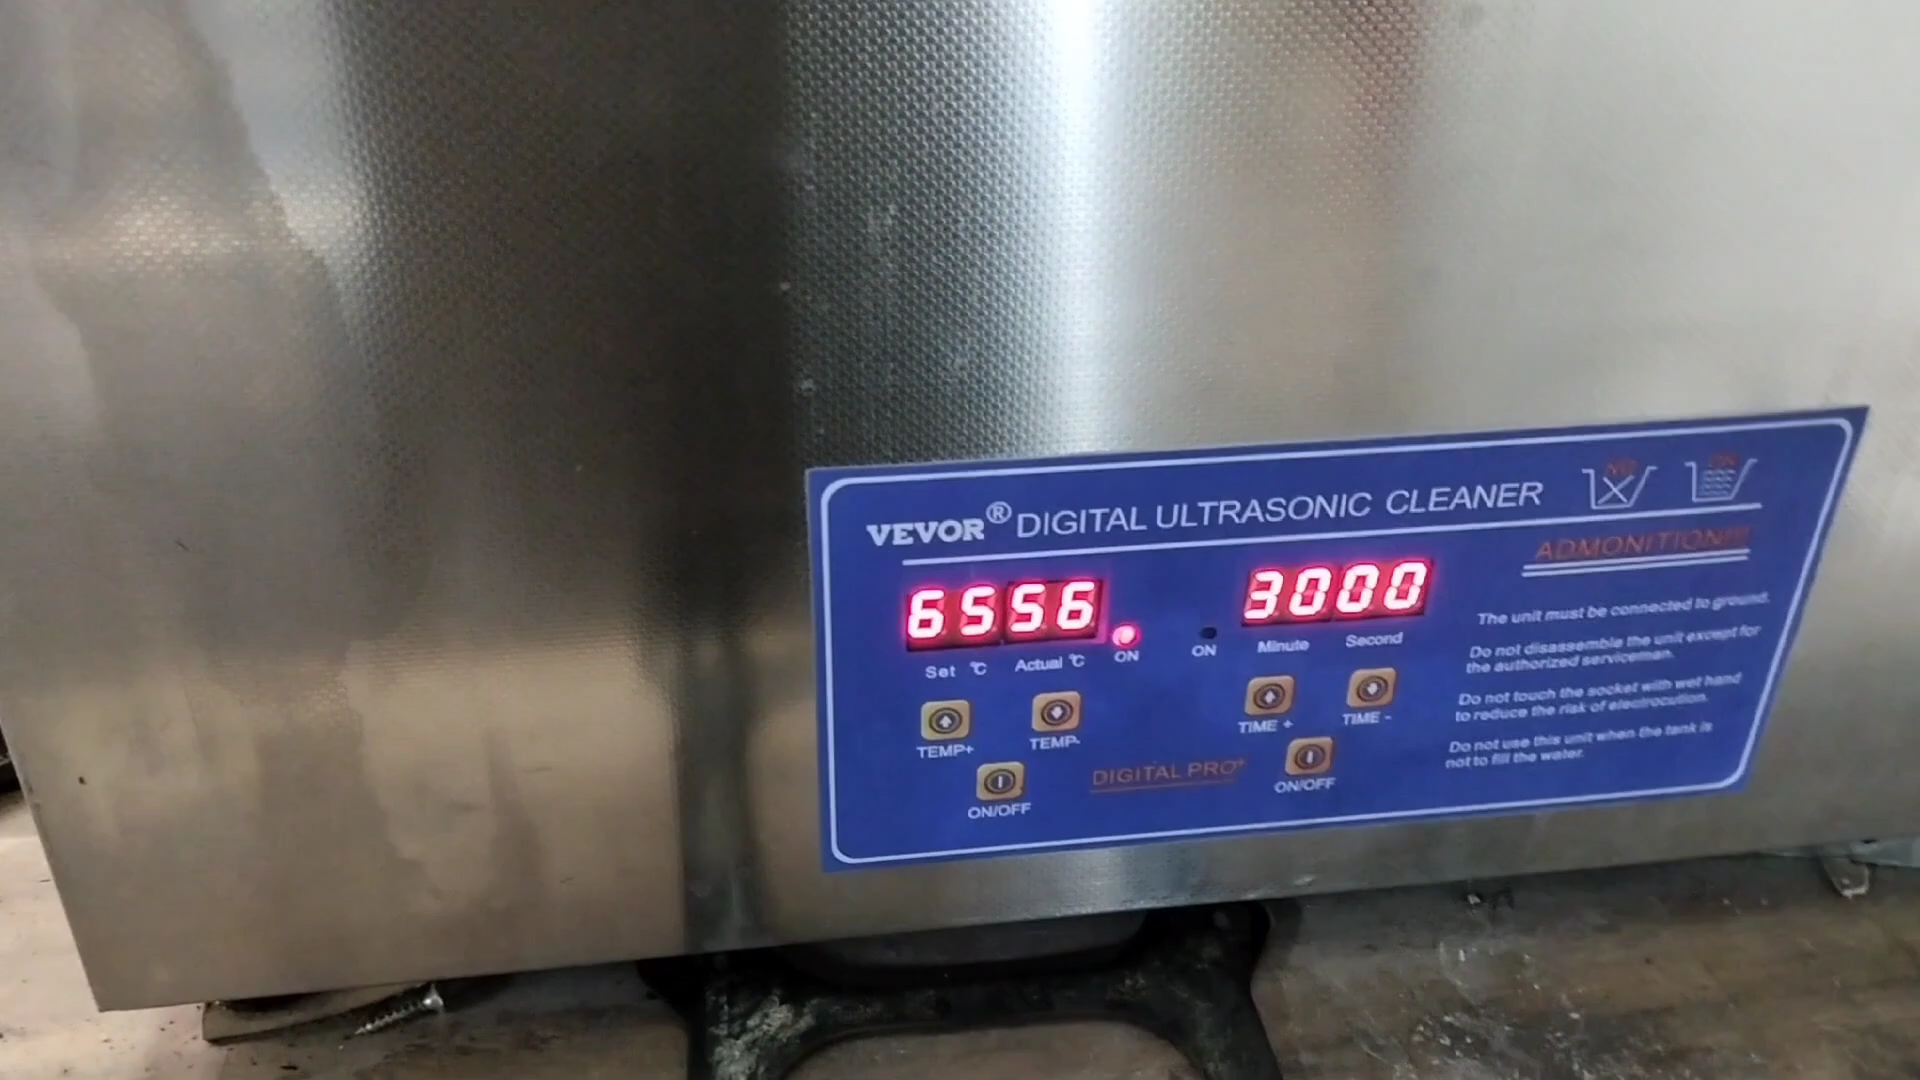 VEVOR® DIGITAL ULTRASONIC CLEANER
NO
ON
ADMONITION!!!
6556
3000
Set ℃
Actual ℃
ON
ON
Minute
Second
TEMP+
TEMP-
TIME +
TIME -
ON/OFF
DIGITAL PRO+
ON/OFF
The unit must be connected to ground.
Do not disassemble the unit except for
the authorized serviceman.
Do not touch the socket with wet hand
to reduce the risk of electrocution.
Do not use this unit when the tank is
not to fill the water.